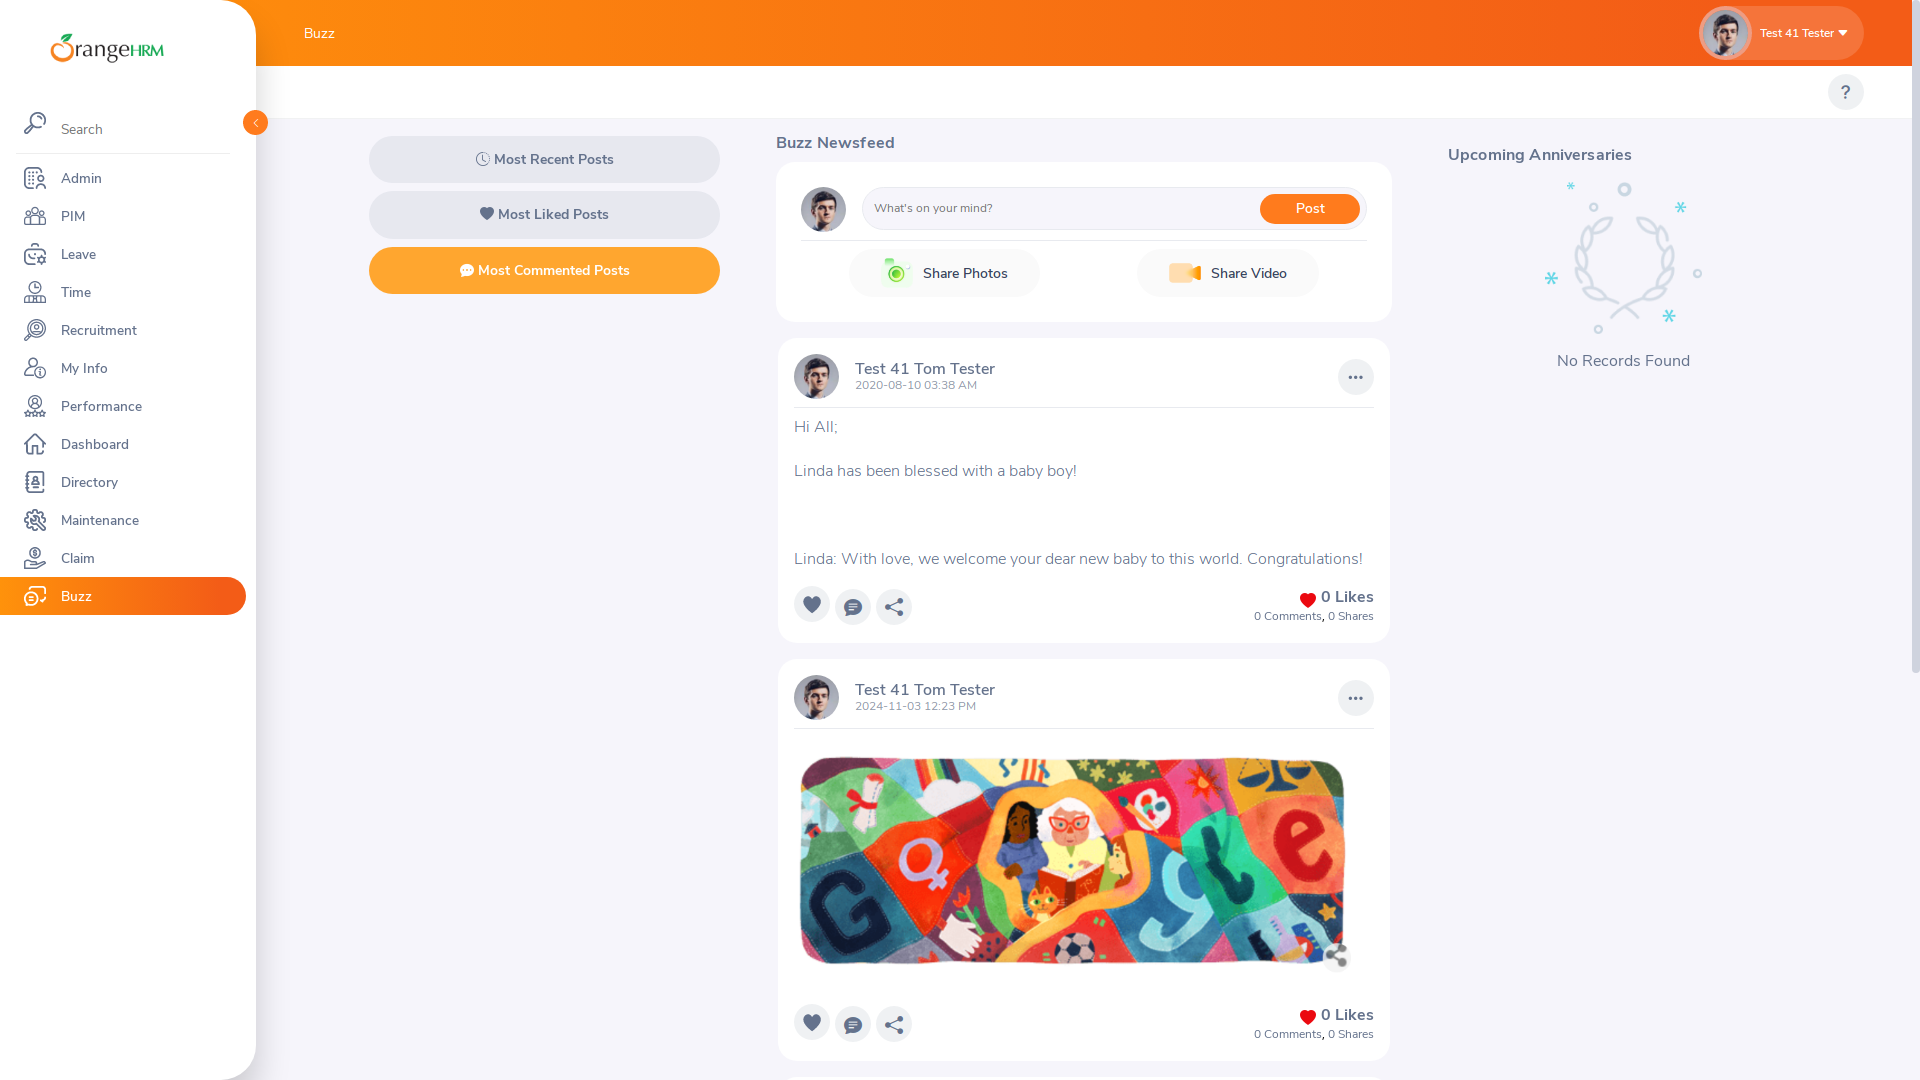 OrangeHRM
Search
Admin
PIM
Leave
Time
Recruitment
My Info
Performance
Dashboard
Directory
Maintenance
Claim
Buzz
Buzz
Test 41 Tester
?
Most Recent Posts
Most Liked Posts
Most Commented Posts
Buzz Newsfeed
What's on your mind?
Post
Share Photos
Share Video
Test 41 Tom Tester
2020-08-10 03:38 AM
Hi All;
Linda has been blessed with a baby boy!
Linda: With love, we welcome your dear new baby to this world. Congratulations!
0 Likes
0 Comments, 0 Shares
Test 41 Tom Tester
2024-11-03 12:23 PM
G gle
0 Likes
0 Comments, 0 Shares
Upcoming Anniversaries
No Records Found